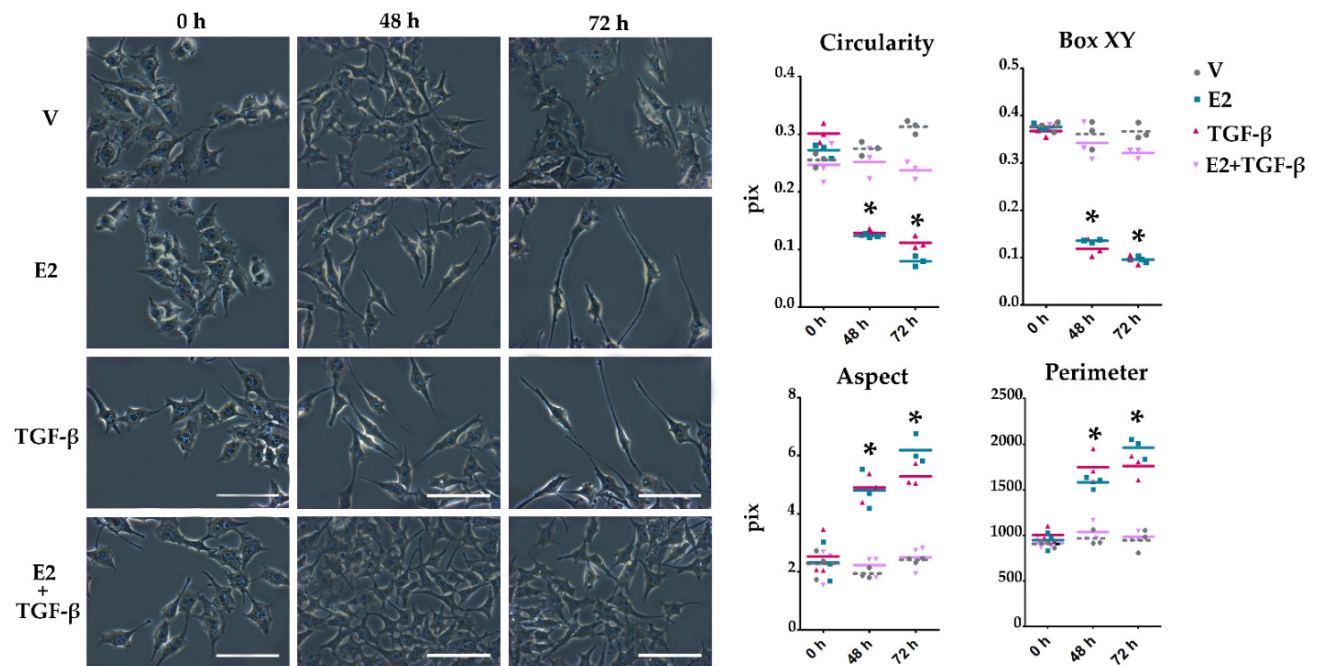 0 h 48 h 72 h
V
E2
TGF-β
E2
+
TGF-β
Circularity
pix
0.4
0.3
0.2
0.1
0.0
*
*
0 h
48 h
72 h
Box XY
0.5
0.4
0.3
0.2
0.1
0.0
*
*
0 h
48 h
72 h
V
E2
TGF-β
E2+TGF-β
Aspect
pix
8
6
4
2
0
*
*
0 h
48 h
72 h
Perimeter
2500
2000
1500
1000
500
0
*
*
0 h
48 h
72 h